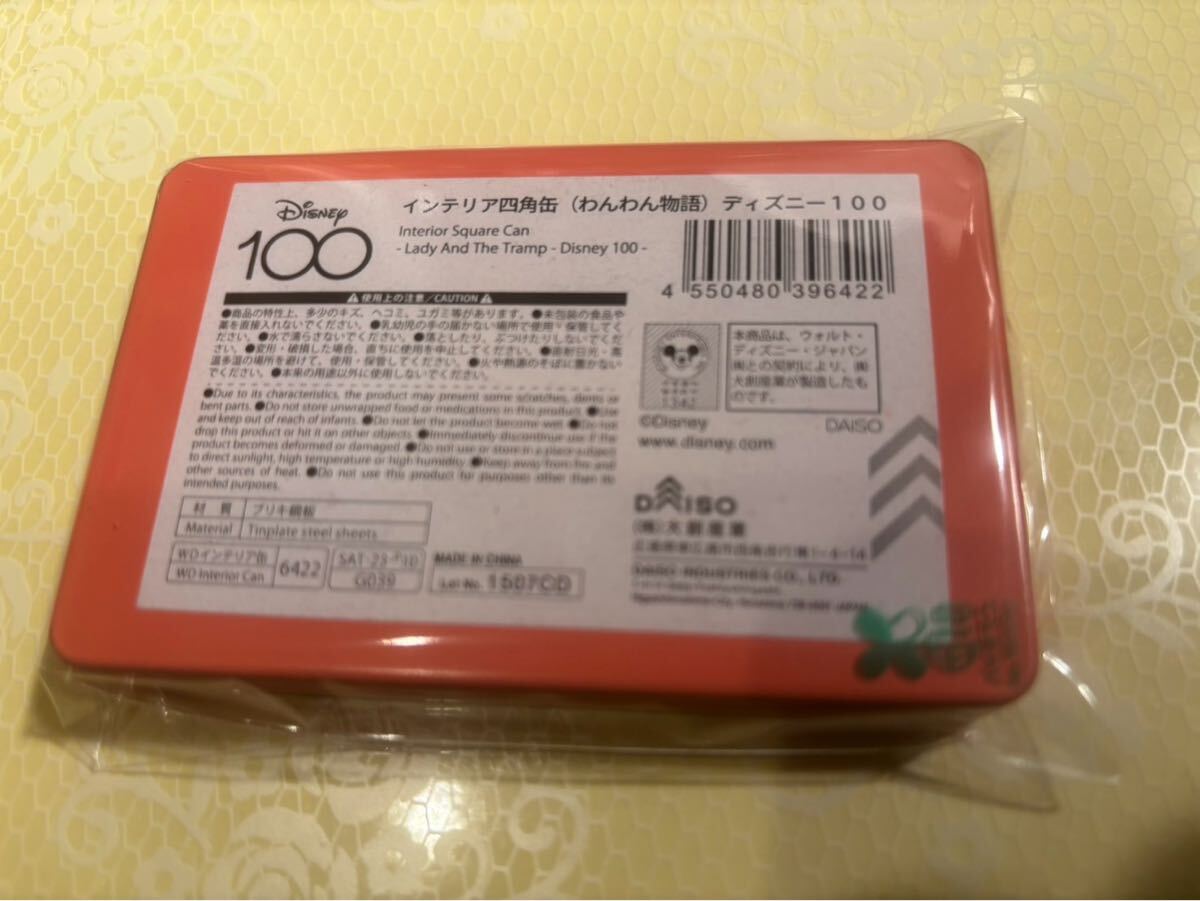 Disney
100
インテリア四角缶（わんわん物語）ディズニー１００
Interior Square Can
- Lady And The Tramp - Disney 100 -
4 550480 396422
使用上の注意／CAUTION
●商品の特性上、多少のキズ、ヘコミ、ユガミ等があります。●未包装の食品や
薬を直接入れないでください。●乳幼児の手の届かない場所で使用・保管してく
ださい。●水で濡らさないでください。●落としたり、ぶつけたりしないでくださ
い。●変形・破損した場合、直ちに使用を中止してください。●直射日光・高
温多湿の場所を避けて、使用・保管してください。●火や熱源のそばに置かない
でください。●本来の用途以外に使用しないでください。
●Due to its characteristics, the product may present some scratches, dents or
bent parts. ●Do not store unwrapped food or medications in this product. ●Use
and keep out of reach of infants. ●Do not let the product become wet. ●Do not
drop this product or hit it on other objects. ●Immediately discontinue use if the
product becomes deformed or damaged. ●Do not use or store in a place subject
to direct sunlight, high temperature or high humidity. ●Keep away from fire and
other sources of heat. ●Do not use this product for purposes other than its
intended purposes.
本商品は、ウォルト・
ディズニー・ジャパン
㈱との契約により、㈱
大創産業が製造したも
のです。
©Disney
DAISO
www.disney.com
材質 ブリキ鋼板
Material Tinplate steel sheets
WDインテリア缶
WD Interior Can
6422
G039
MADE IN CHINA
Lot No. 1507CD
DAISO
(株)大創産業
DAISO INDUSTRIES CO., LTD.